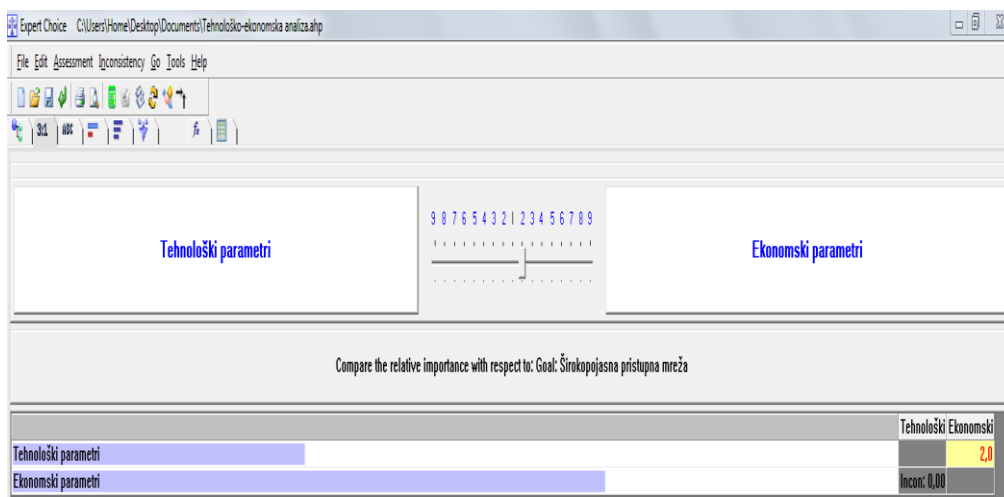 Expert Choice C:\Users\Home\Desktop\Documents\Tehnološko-ekonomska analiza.ahp
File Edit Assessment Inconsistency Go Tools Help
3:1 ABC
9 8 7 6 5 4 3 2 1 2 3 4 5 6 7 8 9
Tehnološki parametri
Ekonomski parametri
Compare the relative importance with respect to: Goal: Širokopojasna pristupna mreža
Tehnološki Ekonomski
Tehnološki parametri 2,0
Ekonomski parametri Incon: 0,00